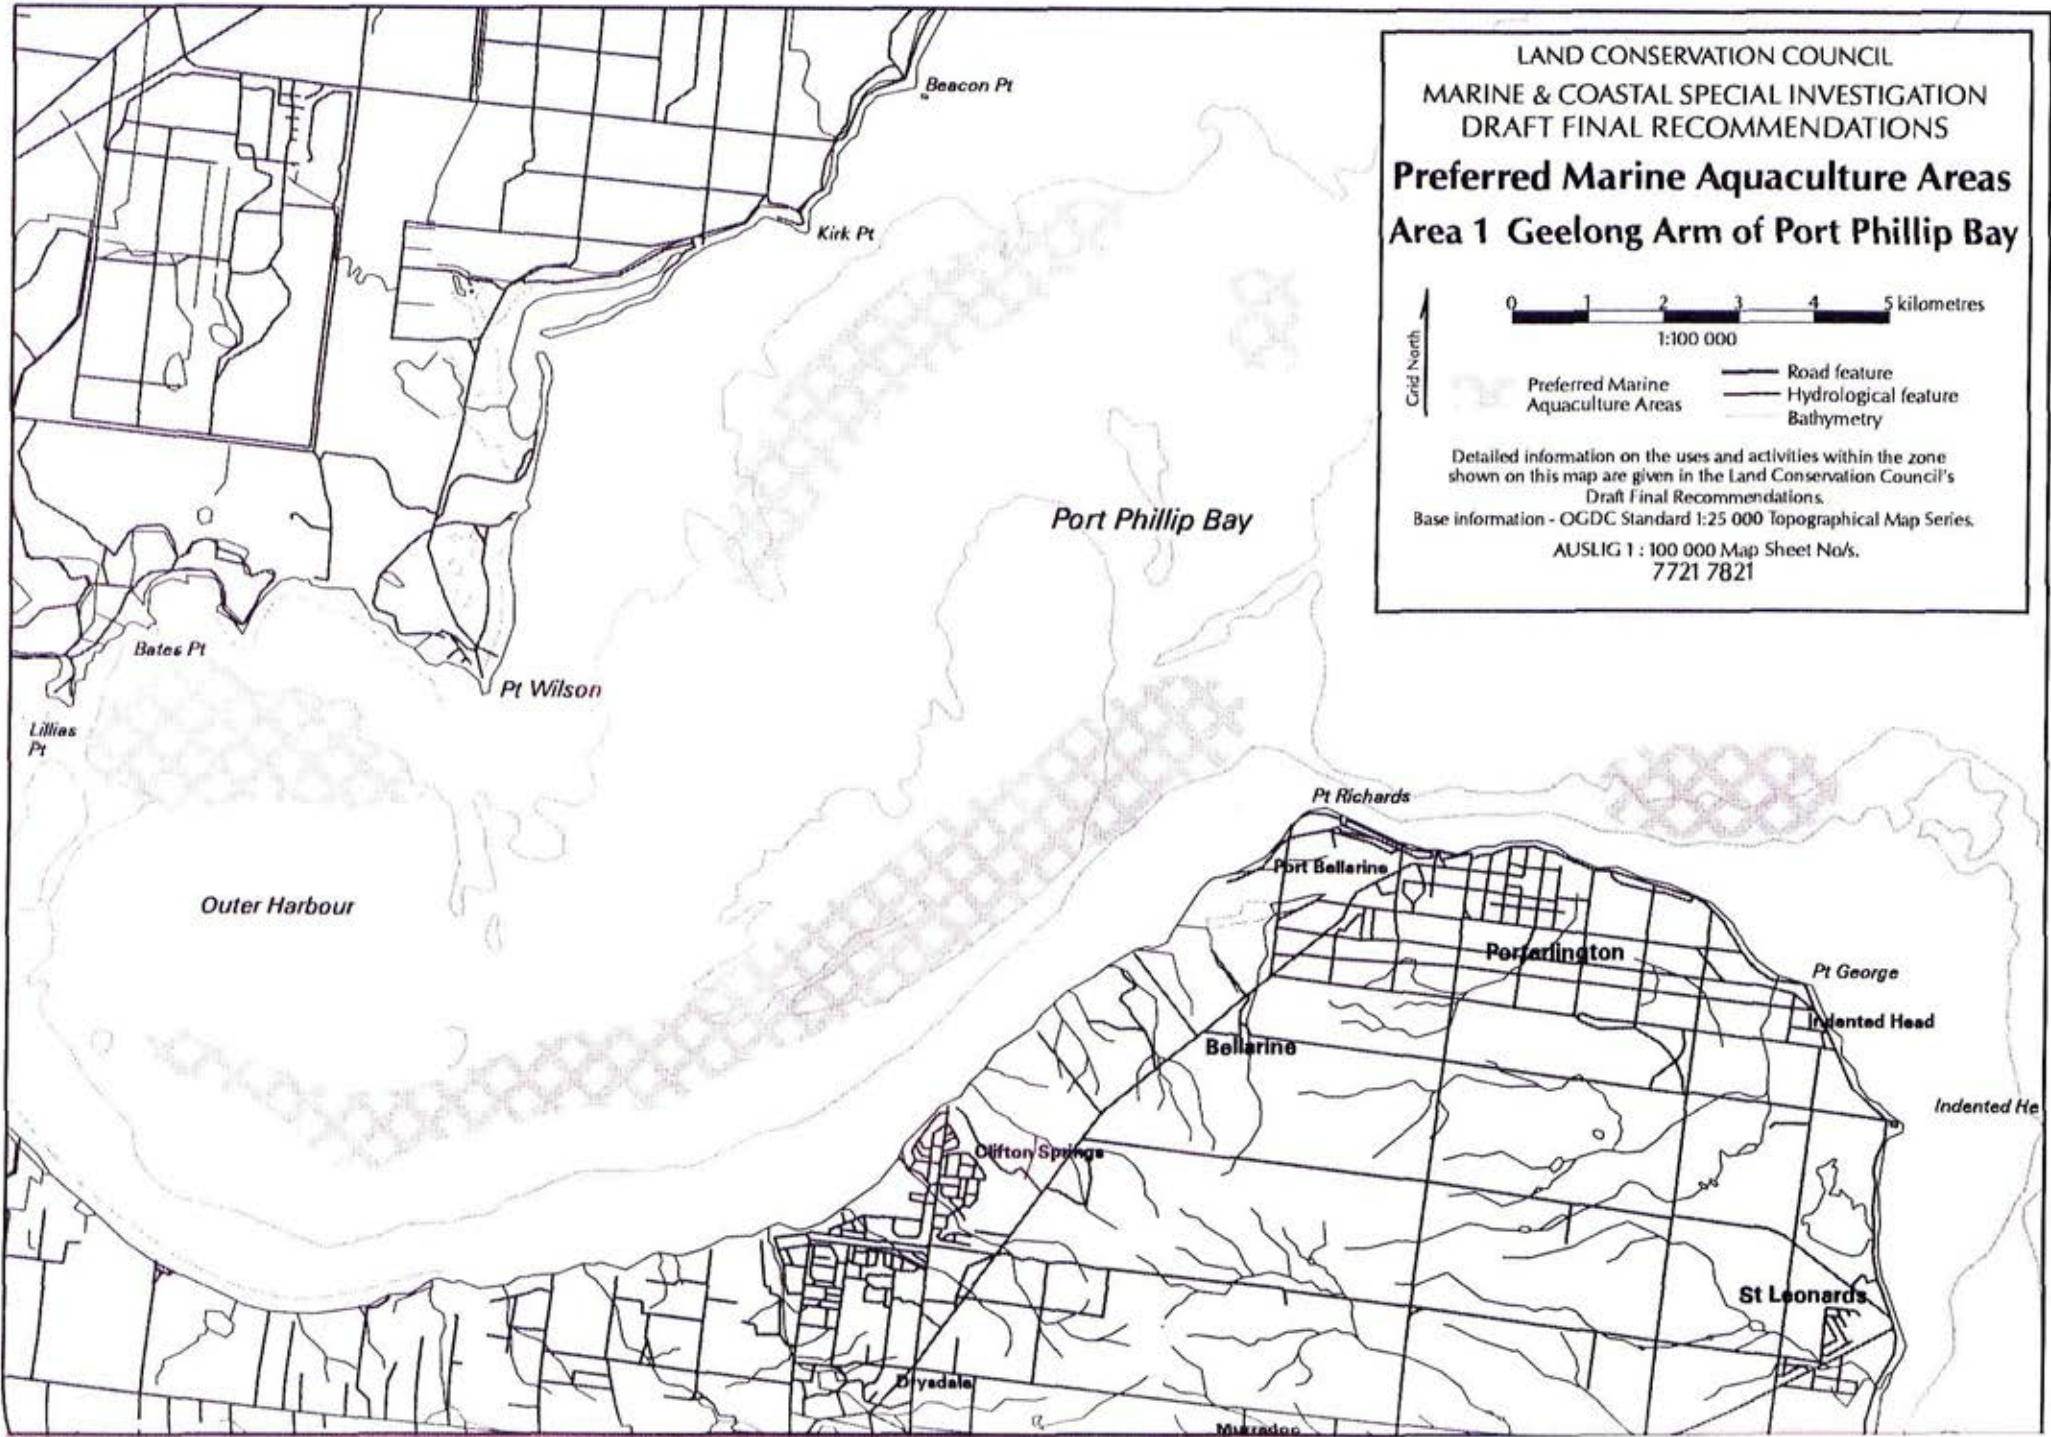 LAND CONSERVATION COUNCIL
MARINE & COASTAL SPECIAL INVESTIGATION
DRAFT FINAL RECOMMENDATIONS
Preferred Marine Aquaculture Areas
Area 1 Geelong Arm of Port Phillip Bay
0 1 2 3 4 5 kilometres
1:100 000
Grid North
Preferred Marine
Aquaculture Areas
Road feature
Hydrological feature
Bathymetry
Detailed information on the uses and activities within the zone
shown on this map are given in the Land Conservation Council's
Draft Final Recommendations.
Base information - OGDC Standard 1:25 000 Topographical Map Series.
AUSLIG 1 : 100 000 Map Sheet No/s.
7721 7821
Beacon Pt
Kirk Pt
Port Phillip Bay
Bates Pt
Pt Wilson
Lillias
Pt
Outer Harbour
Pt Richards
Port Bellarine
Portarlington
Pt George
Indented Head
Bellarine
Indented He
Clifton Springs
St Leonards
Drysdale
Murradoc